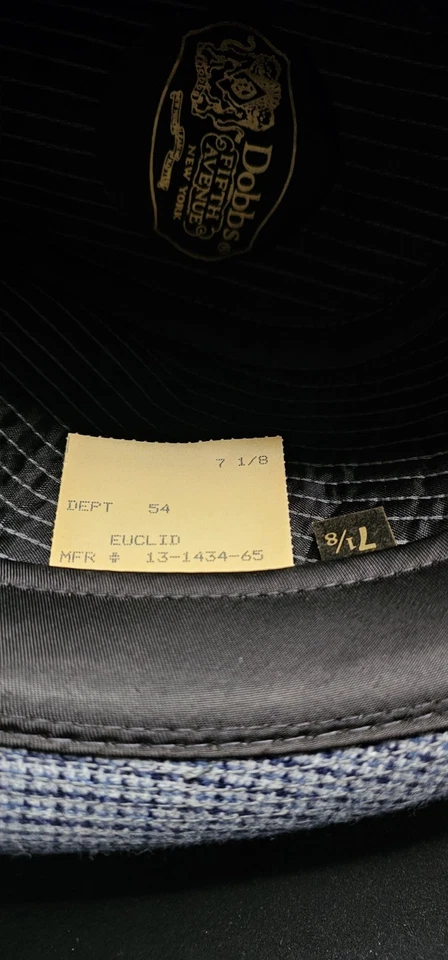 Dobbs®
FIFTH
AVENUE
NEW YORK
7 1/8
DEPT 54
EUCLID
MFR # 13-1434-65
7 1/8